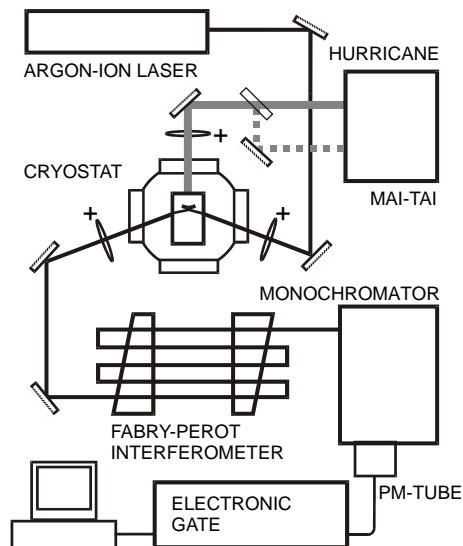 ARGON-ION LASER
HURRICANE
+
CRYOSTAT
MAI-TAI
+
+
MONOCHROMATOR
FABRY-PEROT
INTERFEROMETER
PM-TUBE
ELECTRONIC
GATE